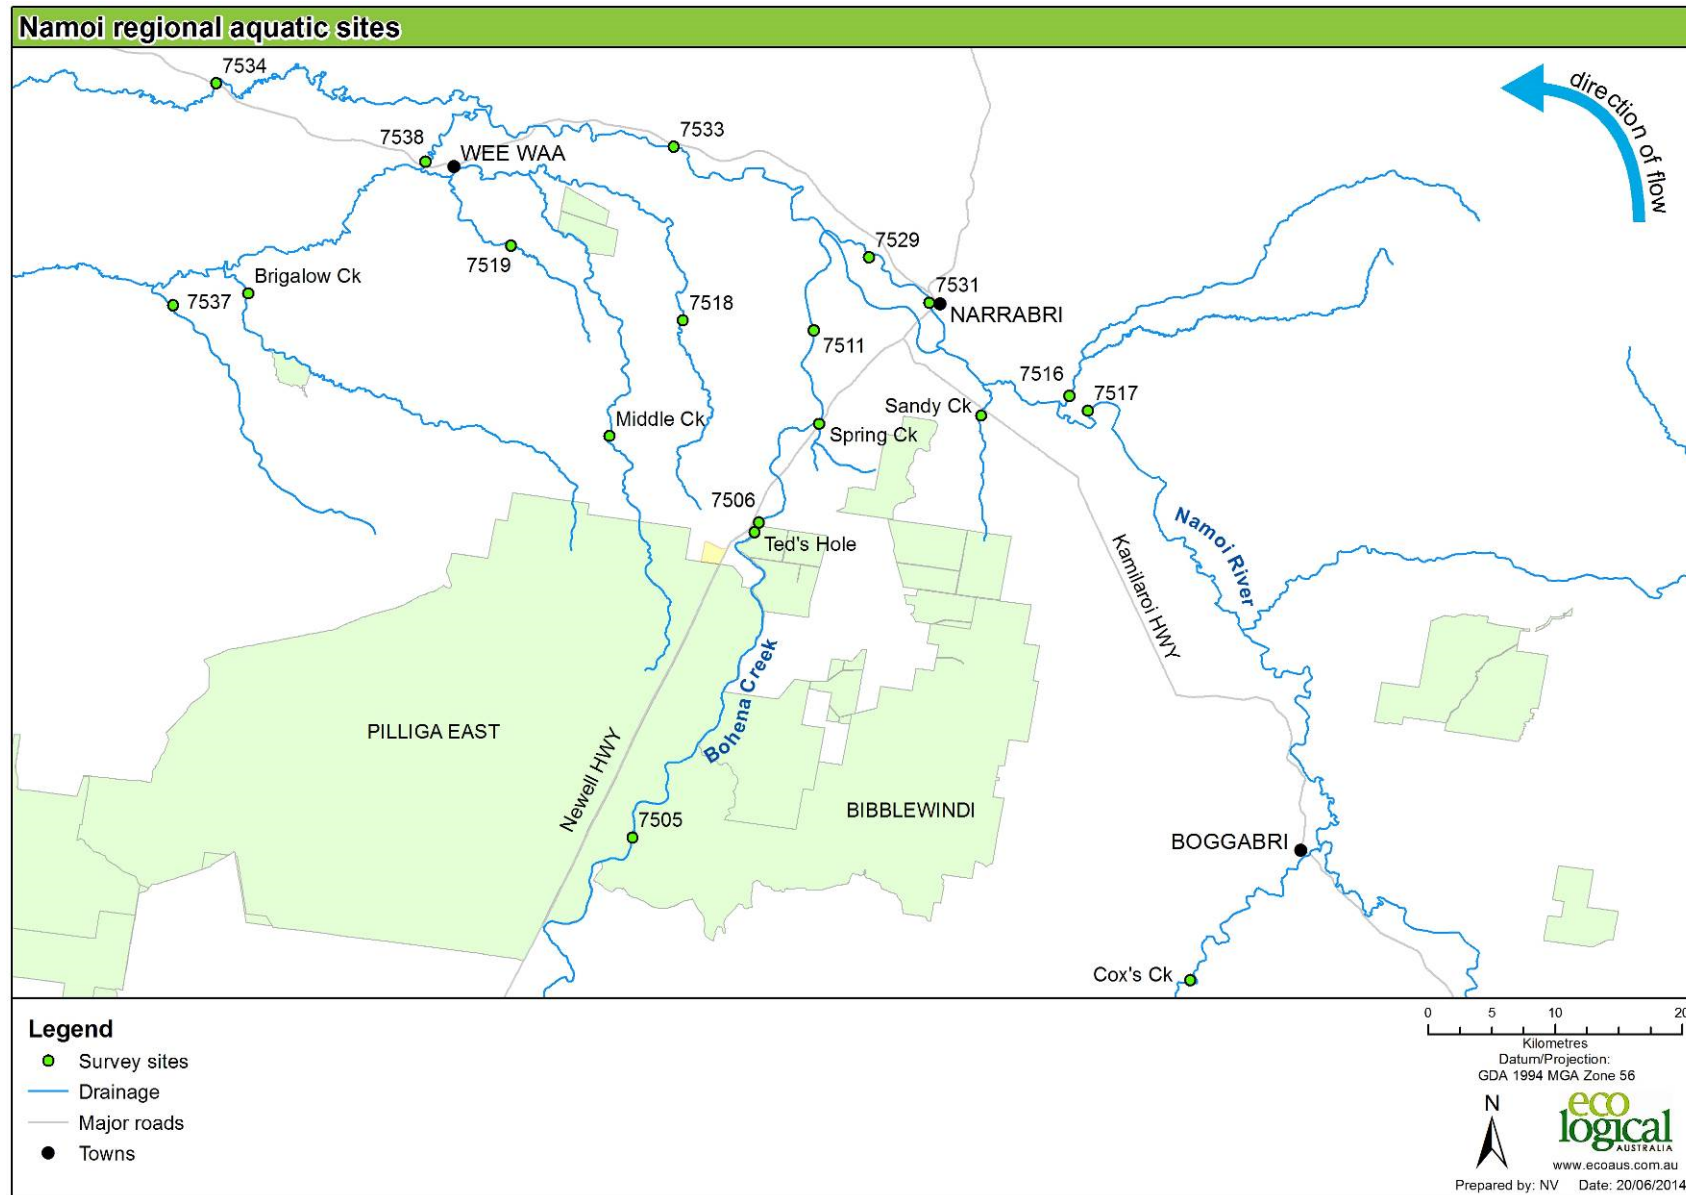 Namoi regional aquatic sites
7534
direction of flow
7538
7533
WEE WAA
7529
7519
Brigalow Ck
7537
7518
7531
NARRABRI
7511
7516
7517
Sandy Ck
Middle Ck
Spring Ck
7506
Ted's Hole
Namoi River
Kamilaroi HWY
Bohena Creek
PILLIGA EAST
Newell HWY
7505
BIBBLEWINDI
BOGGABRI
Cox's Ck
Legend
Survey sites
Drainage
Major roads
Towns
0 5 10 20
Kilometres
Datum/Projection:
GDA 1994 MGA Zone 56
N
eco
logical
AUSTRALIA
www.ecoaus.com.au
Prepared by: NV Date: 20/06/2014